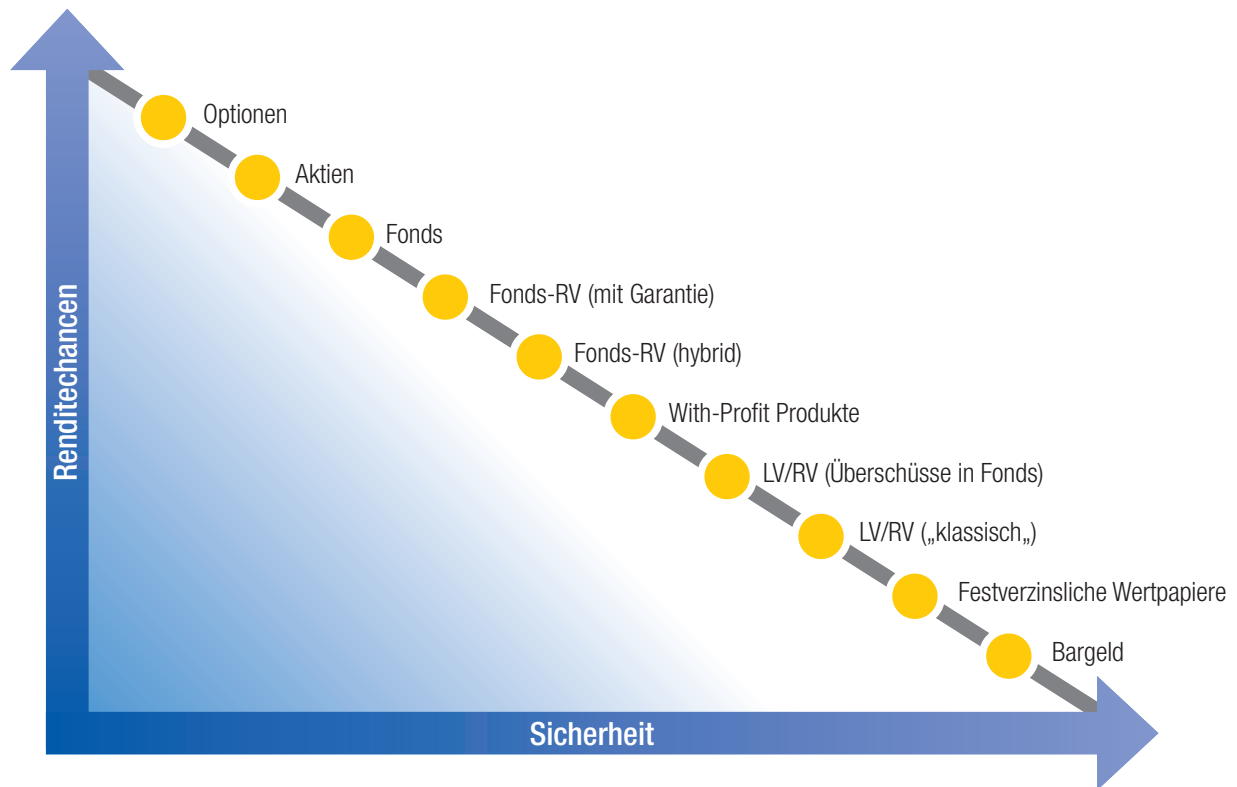 Optionen
Aktien
Fonds
Fonds-RV (mit Garantie)
Fonds-RV (hybrid)
With-Profit Produkte
LV/RV (Überschüsse in Fonds)
LV/RV („klassisch„)
Festverzinsliche Wertpapiere
Bargeld
Renditechancen
Sicherheit